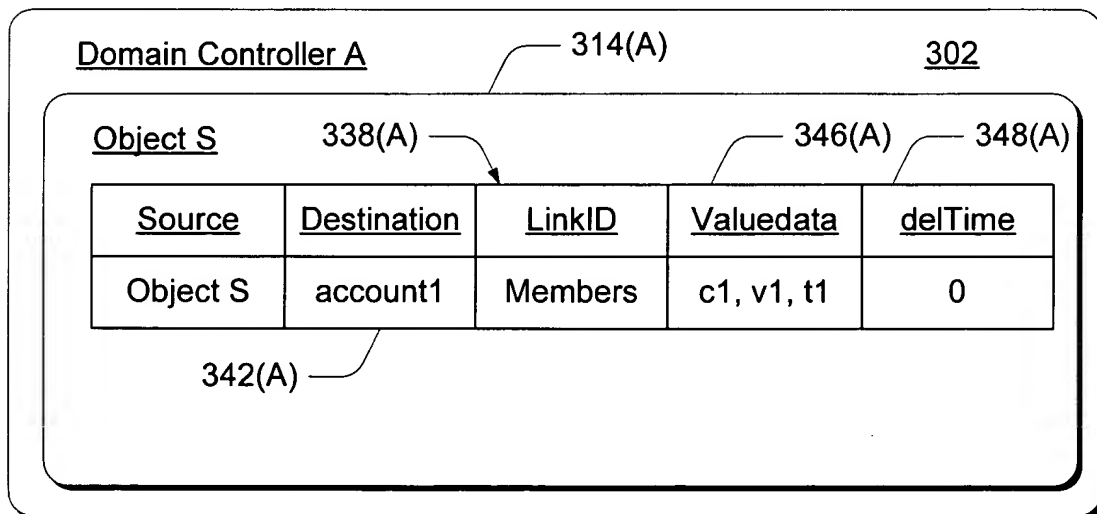 Domain Controller A 314(A) 302
Object S 338(A) 346(A) 348(A)
Source Destination LinkID Valuedata delTime
Object S account1 Members c1, v1, t1 0
342(A)